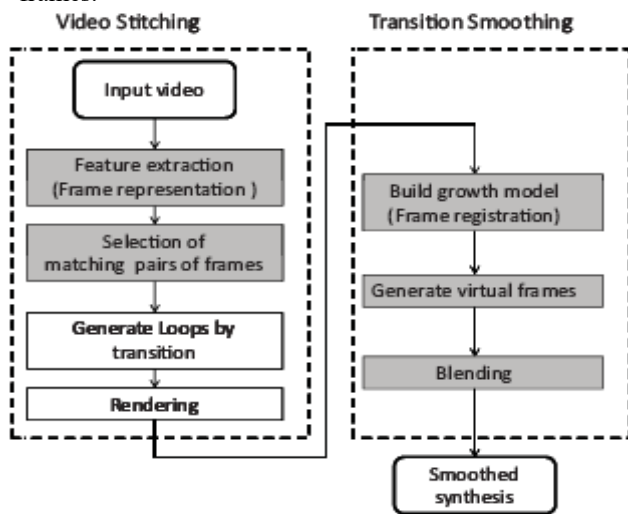 Video Stitching
Input video
Feature extraction
(Frame representation )
Selection of
matching pairs of frames
Generate Loops by
transition
Rendering
Transition Smoothing
Build growth model
(Frame registration)
Generate virtual frames
Blending
Smoothed
synthesis